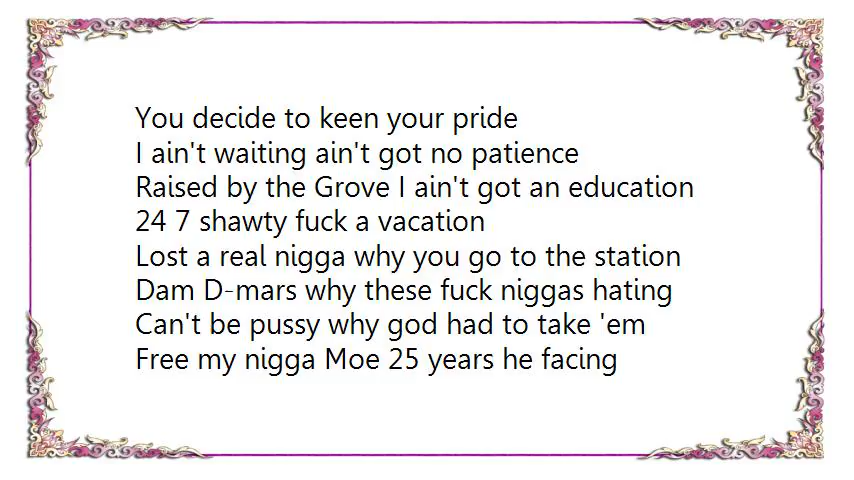 You decide to keen your pride
I ain't waiting ain't got no patience
Raised by the Grove I ain't got an education
24 7 shawty fuck a vacation
Lost a real nigga why you go to the station
Dam D-mars why these fuck niggas hating
Can't be pussy why god had to take 'em
Free my nigga Moe 25 years he facing